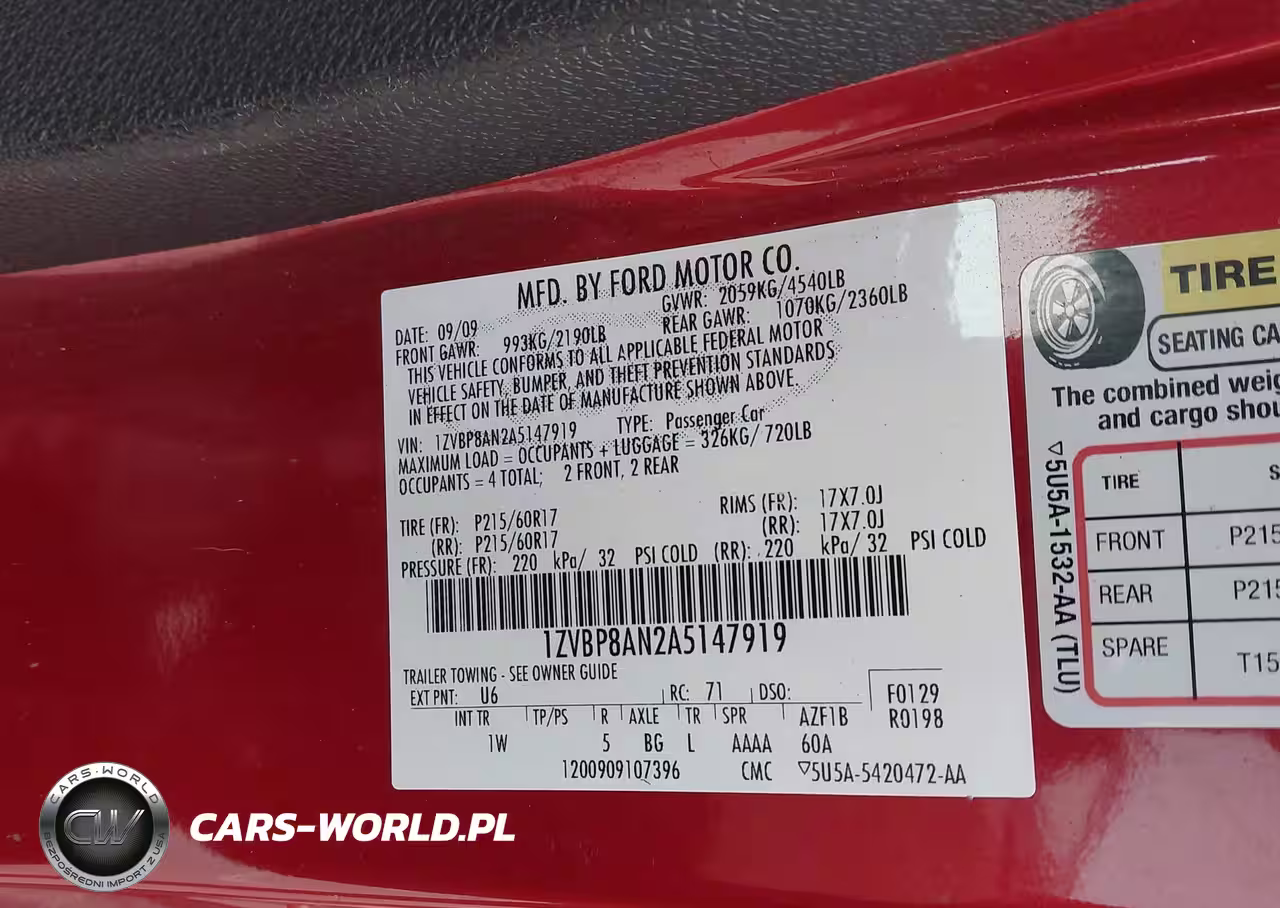 MFD. BY FORD MOTOR CO.
DATE: 09/09 GVWR: 2059KG/4540LB
FRONT GAWR: 993KG/2190LB REAR GAWR: 1070KG/2360LB
THIS VEHICLE CONFORMS TO ALL APPLICABLE FEDERAL MOTOR
VEHICLE SAFETY, BUMPER, AND THEFT PREVENTION STANDARDS
IN EFFECT ON THE DATE OF MANUFACTURE SHOWN ABOVE.
VIN: 1ZVBP8AN2A5147919 TYPE: Passenger Car
MAXIMUM LOAD = OCCUPANTS + LUGGAGE = 326KG/ 720LB
OCCUPANTS = 4 TOTAL; 2 FRONT, 2 REAR
TIRE (FR): P215/60R17 RIMS (FR): 17X7.0J
(RR): P215/60R17 (RR): 17X7.0J
PRESSURE (FR): 220 kPa/ 32 PSI COLD (RR): 220 kPa/ 32 PSI COLD
1ZVBP8AN2A5147919
TRAILER TOWING - SEE OWNER GUIDE
EXT PNT: U6 RC: 71 DSO: F0129
INT TR TP/PS R AXLE TR SPR AZF1B R0198
1W 5 BG L AAAA 60A
1200909107396 CMC ▽5U5A-5420472-AA
TIRE
SEATING CA
The combined weig
and cargo shou
▽5U5A-1532-AA (TLU)
TIRE S
FRONT P215
REAR P215
SPARE T15
CARS-WORLD
CW
BEZPOŚREDNI IMPORT Z USA
CARS-WORLD.PL